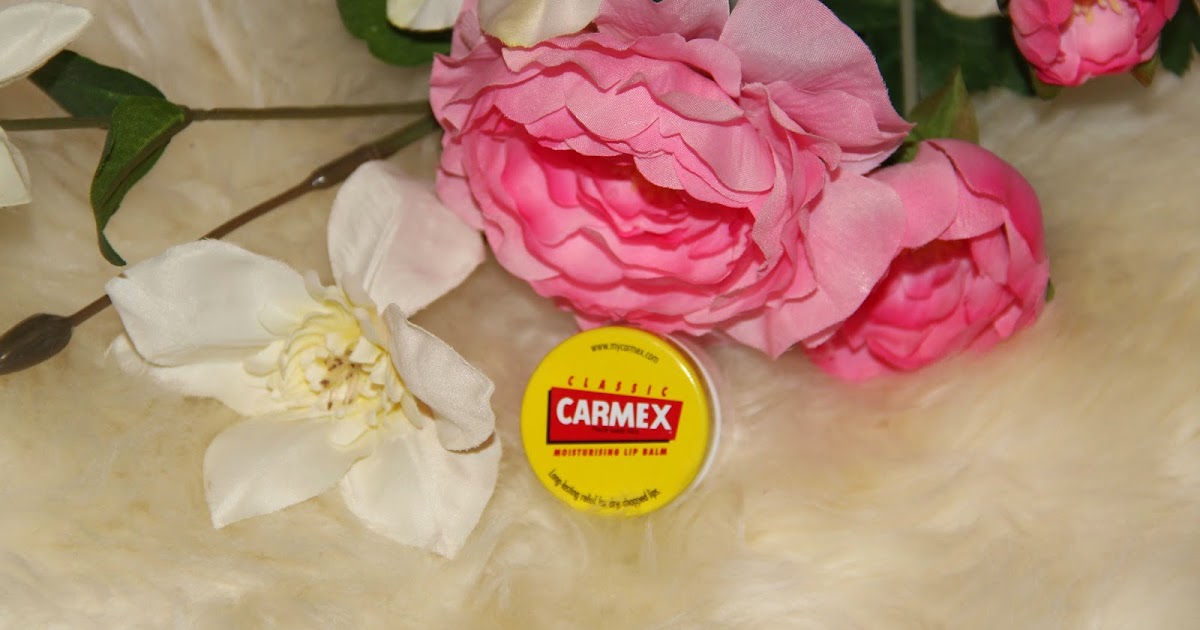 www.mycarmex.com
CLASSIC
CARMEX
MOISTURISING LIP BALM
Long lasting relief for dry, chapped lips.